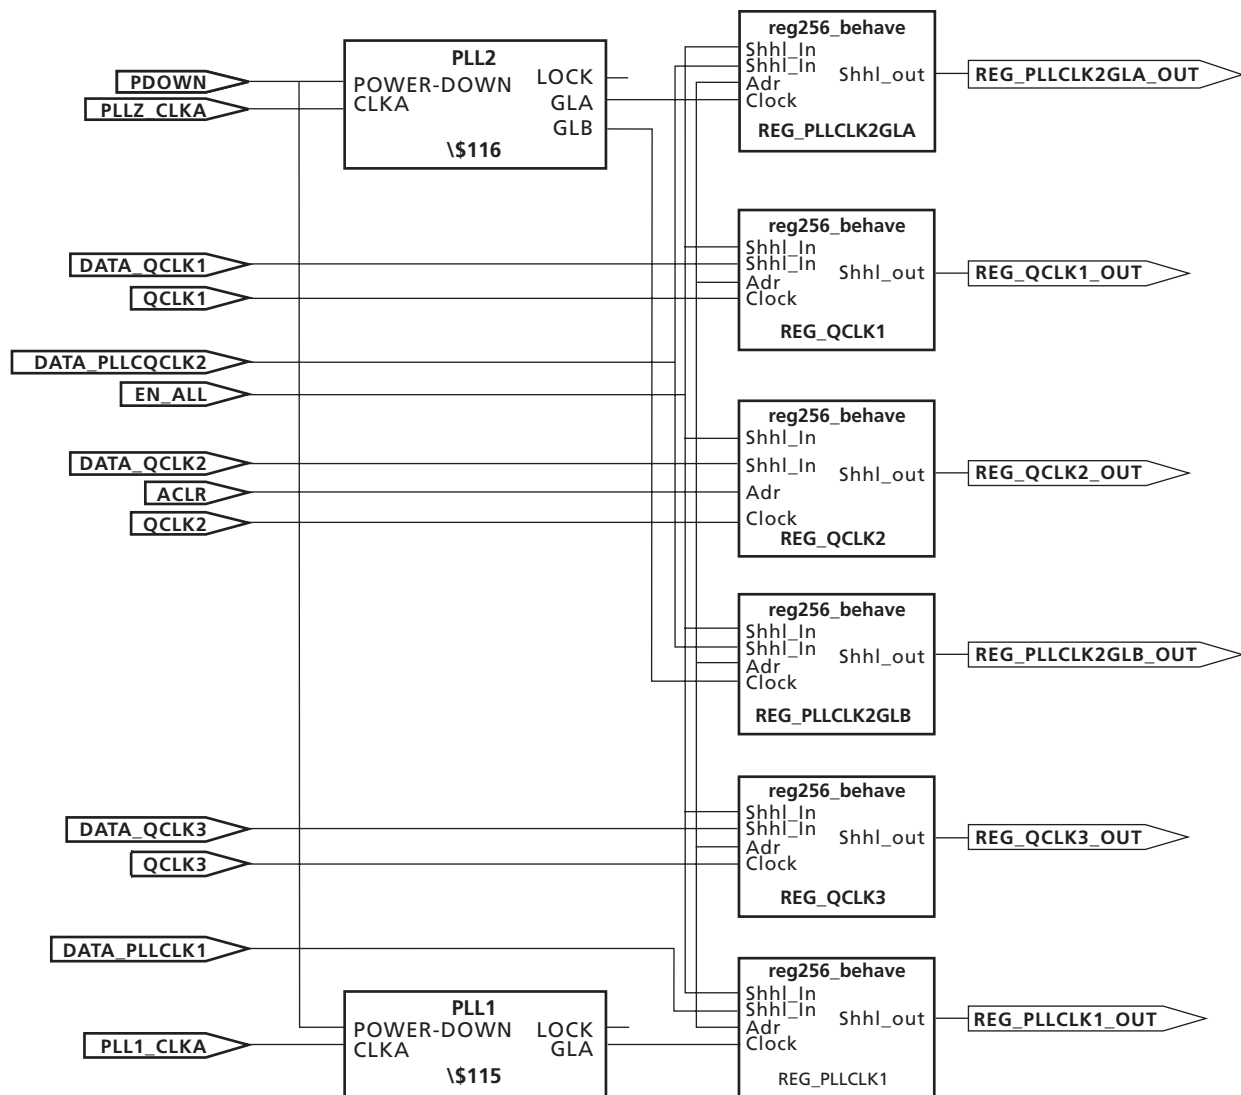 reg256_behave
Shhl_In
Shhl_In
Adr
Clock
Shhl_out
REG_PLLCLK2GLA
REG_PLLCLK2GLA_OUT
PLL2
POWER-DOWN
CLKA
LOCK
GLA
GLB
\$116
PDOWN
PLLZ_CLKA
reg256_behave
Shhl_In
Shhl_In
Adr
Clock
Shhl_out
REG_QCLK1
REG_QCLK1_OUT
DATA_QCLK1
QCLK1
DATA_PLLCQCLK2
EN_ALL
reg256_behave
Shhl_In
Shhl_In
Adr
Clock
Shhl_out
REG_QCLK2
REG_QCLK2_OUT
DATA_QCLK2
ACLR
QCLK2
reg256_behave
Shhl_In
Shhl_In
Adr
Clock
Shhl_out
REG_PLLCLK2GLB
REG_PLLCLK2GLB_OUT
reg256_behave
Shhl_In
Shhl_In
Adr
Clock
Shhl_out
REG_QCLK3
REG_QCLK3_OUT
DATA_QCLK3
QCLK3
DATA_PLLCLK1
reg256_behave
Shhl_In
Shhl_In
Adr
Clock
Shhl_out
REG_PLLCLK1
REG_PLLCLK1_OUT
PLL1
POWER-DOWN
CLKA
LOCK
GLA
\$115
PLL1_CLKA